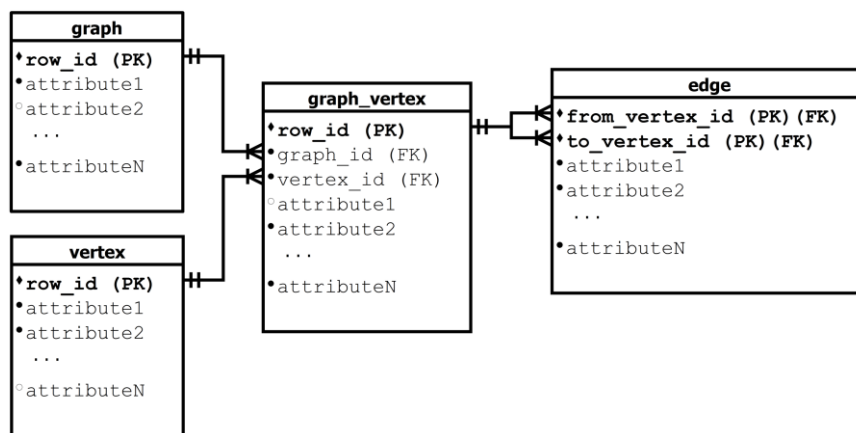 graph
row_id (PK)
attribute1
attribute2
...
attributeN
vertex
row_id (PK)
attribute1
attribute2
...
attributeN
graph_vertex
row_id (PK)
graph_id (FK)
vertex_id (FK)
attribute1
attribute2
...
attributeN
edge
from_vertex_id (PK)(FK)
to_vertex_id (PK)(FK)
attribute1
attribute2
...
attributeN